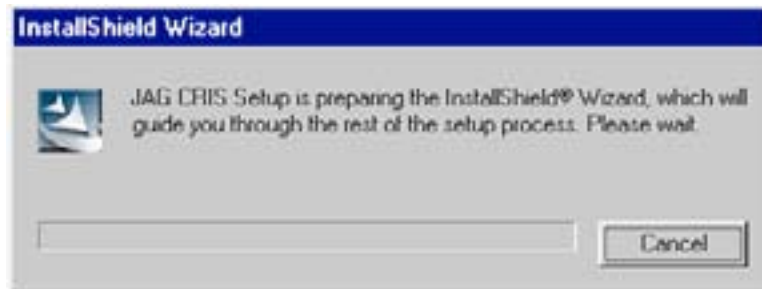 InstallShield Wizard
JAG CRIS Setup is preparing the InstallShield® Wizard, which will
guide you through the rest of the setup process. Please wait.
Cancel